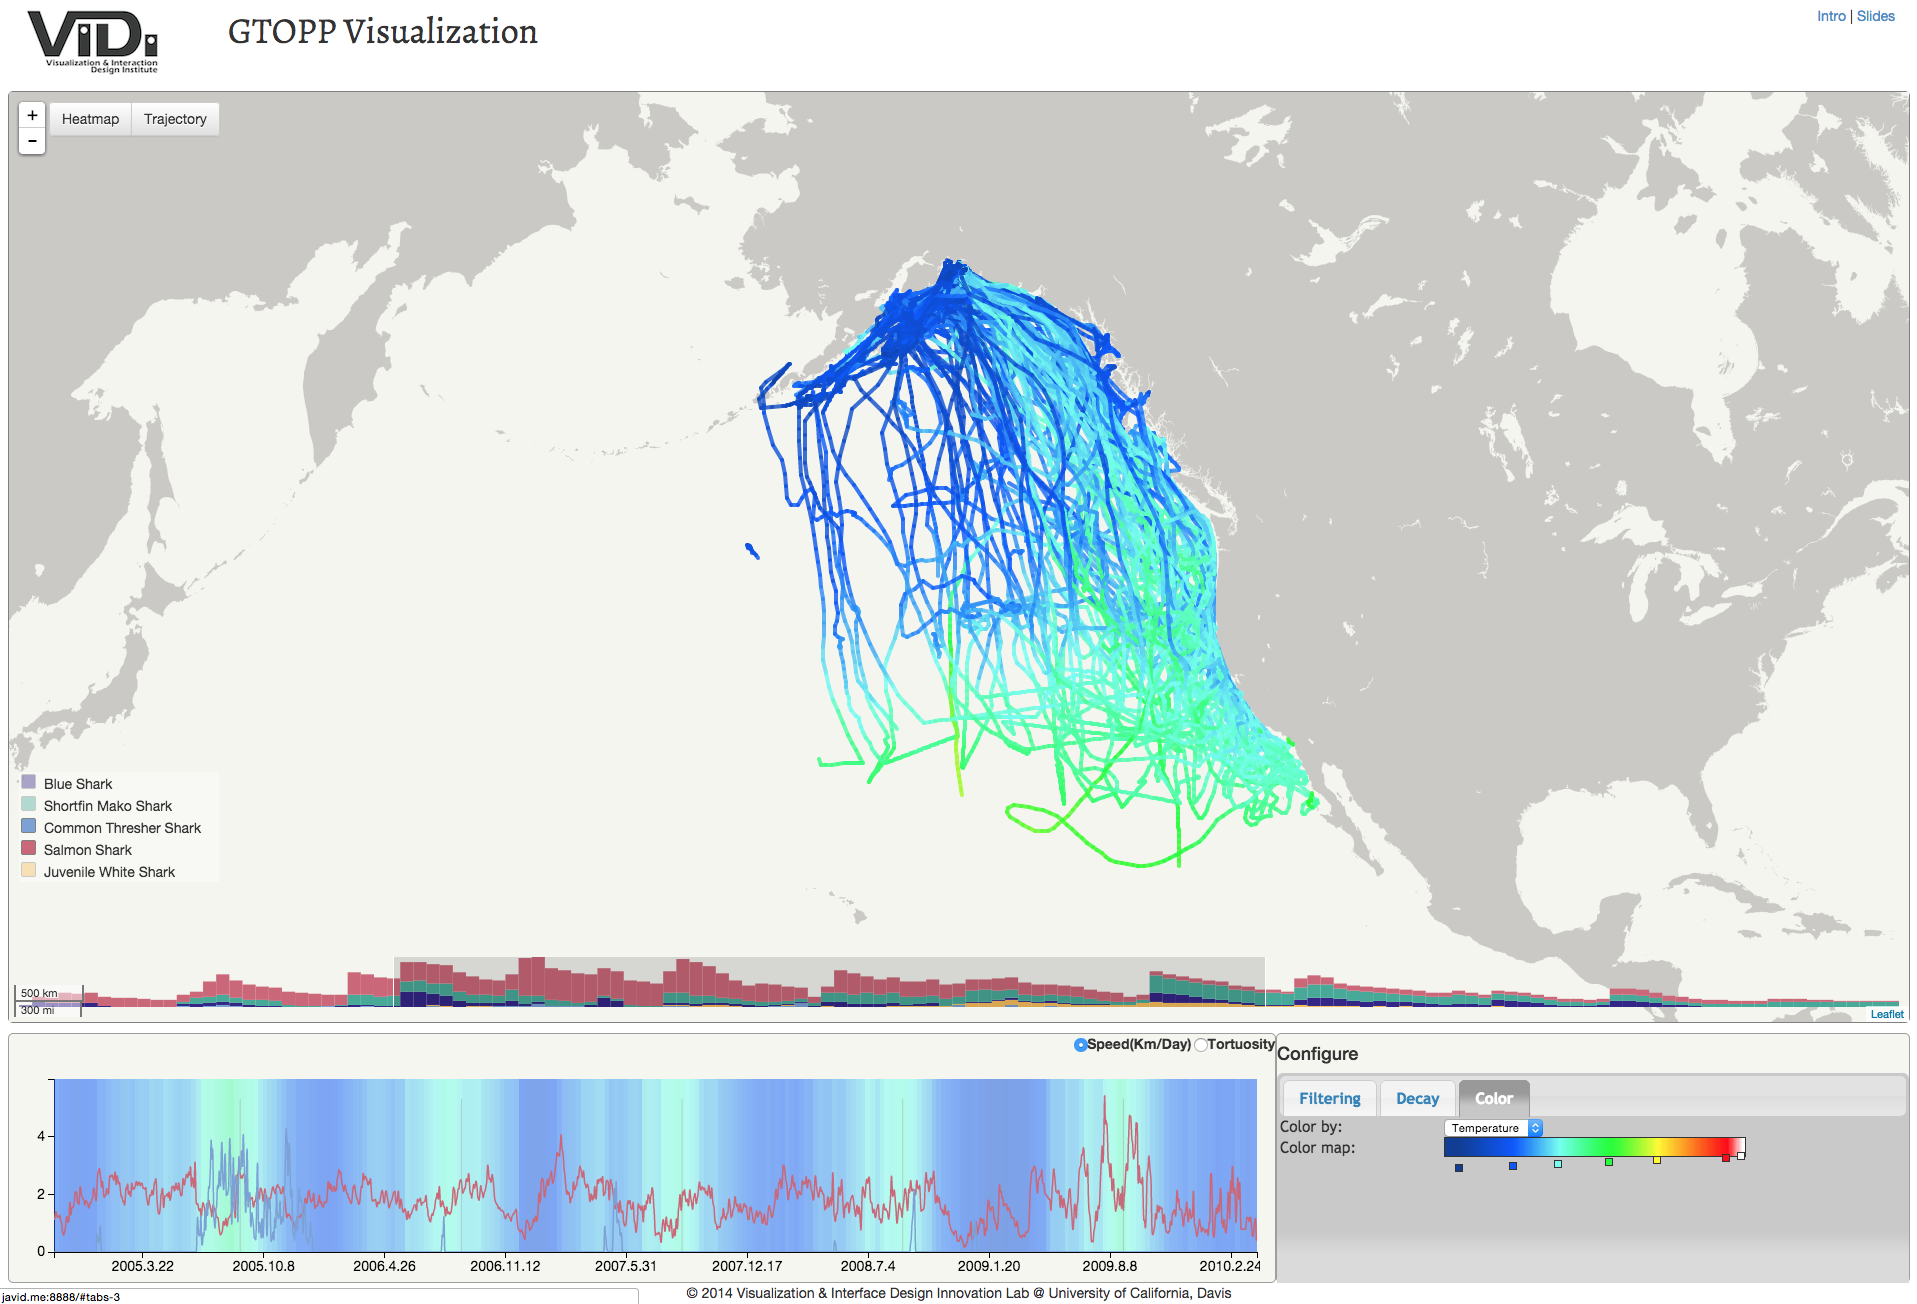 ViDi
Visualization & Interaction
Design Institute
GTOPP Visualization
Intro | Slides
+
-
Heatmap
Trajectory
Blue Shark
Shortfin Mako Shark
Common Thresher Shark
Salmon Shark
Juvenile White Shark
500 km
300 mi
Leaflet
Speed(Km/Day) Tortuosity
4
2
0
2005.3.22 2005.10.8 2006.4.26 2006.11.12 2007.5.31 2007.12.17 2008.7.4 2009.1.20 2009.8.8 2010.2.24
Configure
Filtering Decay Color
Color by: Temperature
Color map:
© 2014 Visualization & Interface Design Innovation Lab @ University of California, Davis
javid.me:8888/#tabs-3